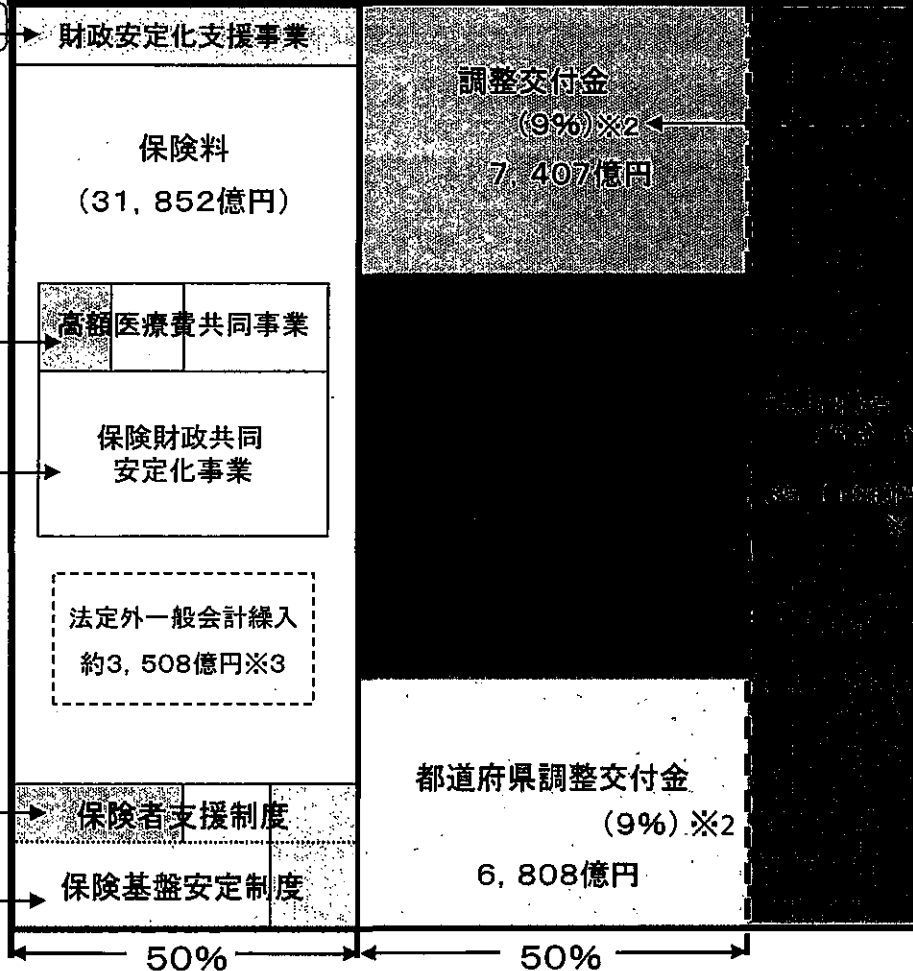 財政安定化支援事業
保険料
(31, 852億円)
高額医療費共同事業
保険財政共同
安定化事業
法定外一般会計繰入
約3, 508億円※3
保険者支援制度
保険基盤安定制度
50%
調整交付金
(9%)※2
7, 407億円
都道府県調整交付金
(9%)※2
6, 808億円
50%